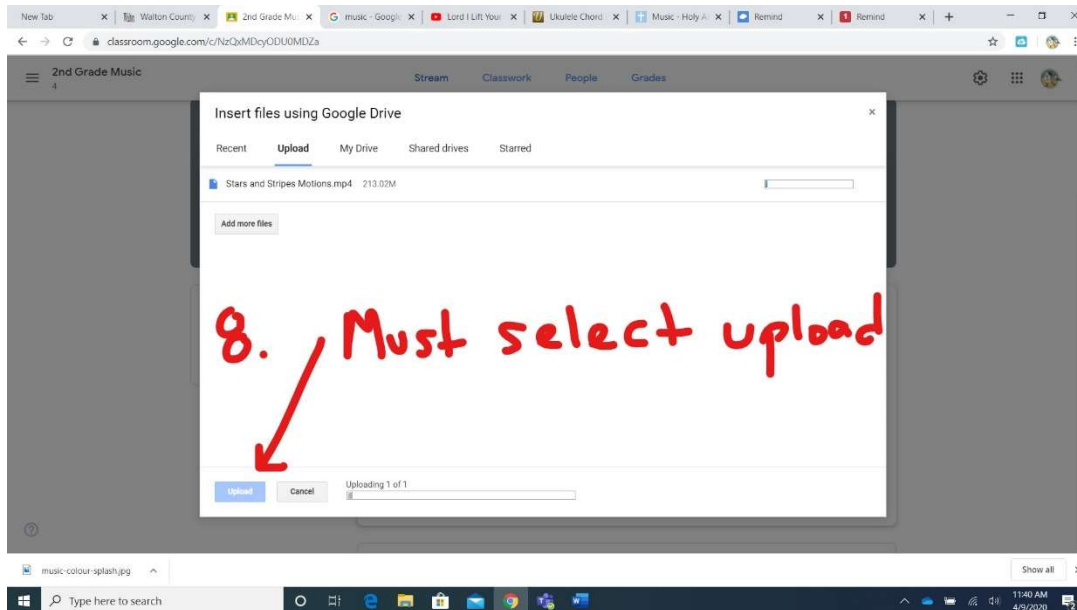 New Tab
Walton County
2nd Grade Mu
music - Googl
Lord I Lift Your
Ukulele Chord
Music - Holy A
Remind
Remind
classroom.google.com/c/NzQxMDcyODU0MDZa
2nd Grade Music
4
Stream Classwork People Grades
Insert files using Google Drive
Recent Upload My Drive Shared drives Starred
Stars and Stripes Motions.mp4 213.02M
Add more files
8. Must select upload
Upload Cancel Uploading 1 of 1
music-colour-splash.jpg
Show all
Type here to search
11:40 AM
4/9/2020